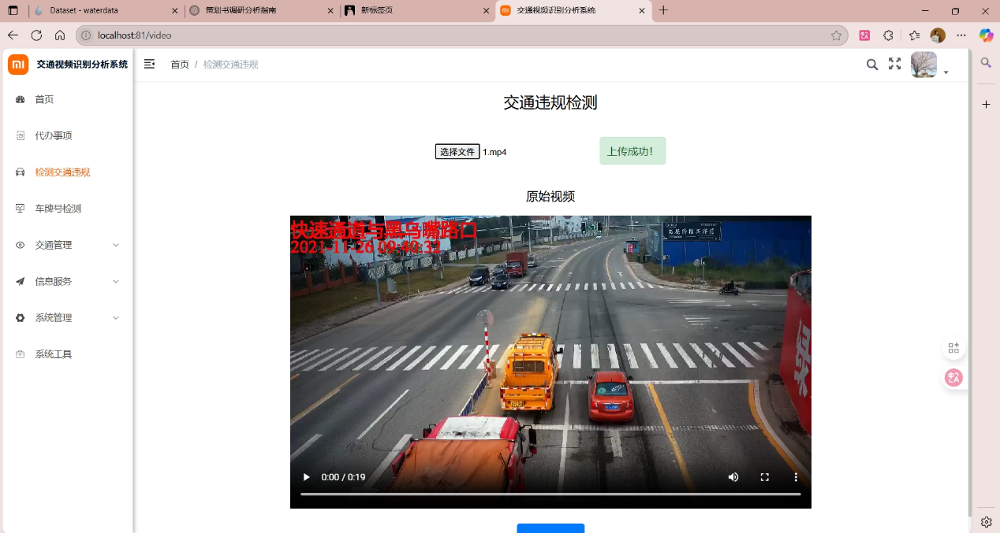 Dataset - waterdata
策划书调研分析指南
新标签页
交通视频识别分析系统
localhost:81/video
交通视频识别分析系统
首页 / 检测交通违规
首页
代办事项
检测交通违规
车牌号检测
交通管理
信息服务
系统管理
系统工具
交通违规检测
选择文件 1.mp4
上传成功!
原始视频
快速通道与黑鸟嘴路口
2021-11-26 09:40:32
0:00 / 0:19